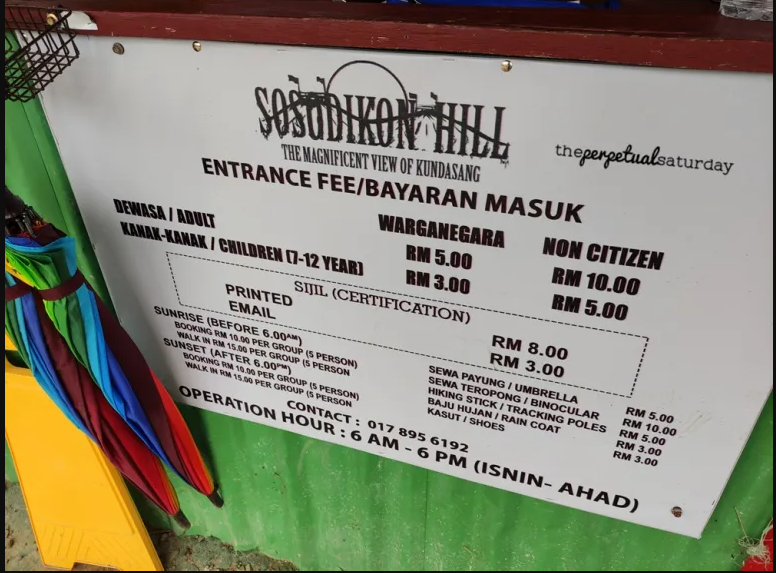 SOSODIKON HILL
THE MAGNIFICENT VIEW OF KUNDASANG
theperpetualsaturday
ENTRANCE FEE/BAYARAN MASUK
WARGANEGARA NON CITIZEN
DEWASA / ADULT RM 5.00 RM 10.00
KANAK-KANAK / CHILDREN (7-12 YEAR) RM 3.00 RM 5.00
SIJIL (CERTIFICATION)
PRINTED RM 8.00
EMAIL RM 3.00
SUNRISE (BEFORE 6.00AM)
BOOKING RM 10.00 PER GROUP (5 PERSON)
WALK IN RM 15.00 PER GROUP (5 PERSON)
SUNSET (AFTER 6.00PM)
BOOKING RM 10.00 PER GROUP (5 PERSON)
WALK IN RM 15.00 PER GROUP (5 PERSON
SEWA PAYUNG / UMBRELLA RM 5.00
SEWA TEROPONG / BINOCULAR RM 10.00
HIKING STICK / TRACKING POLES RM 5.00
BAJU HUJAN / RAIN COAT RM 3.00
KASUT / SHOES RM 3.00
CONTACT : 017 895 6192
OPERATION HOUR : 6 AM - 6 PM (ISNIN- AHAD)